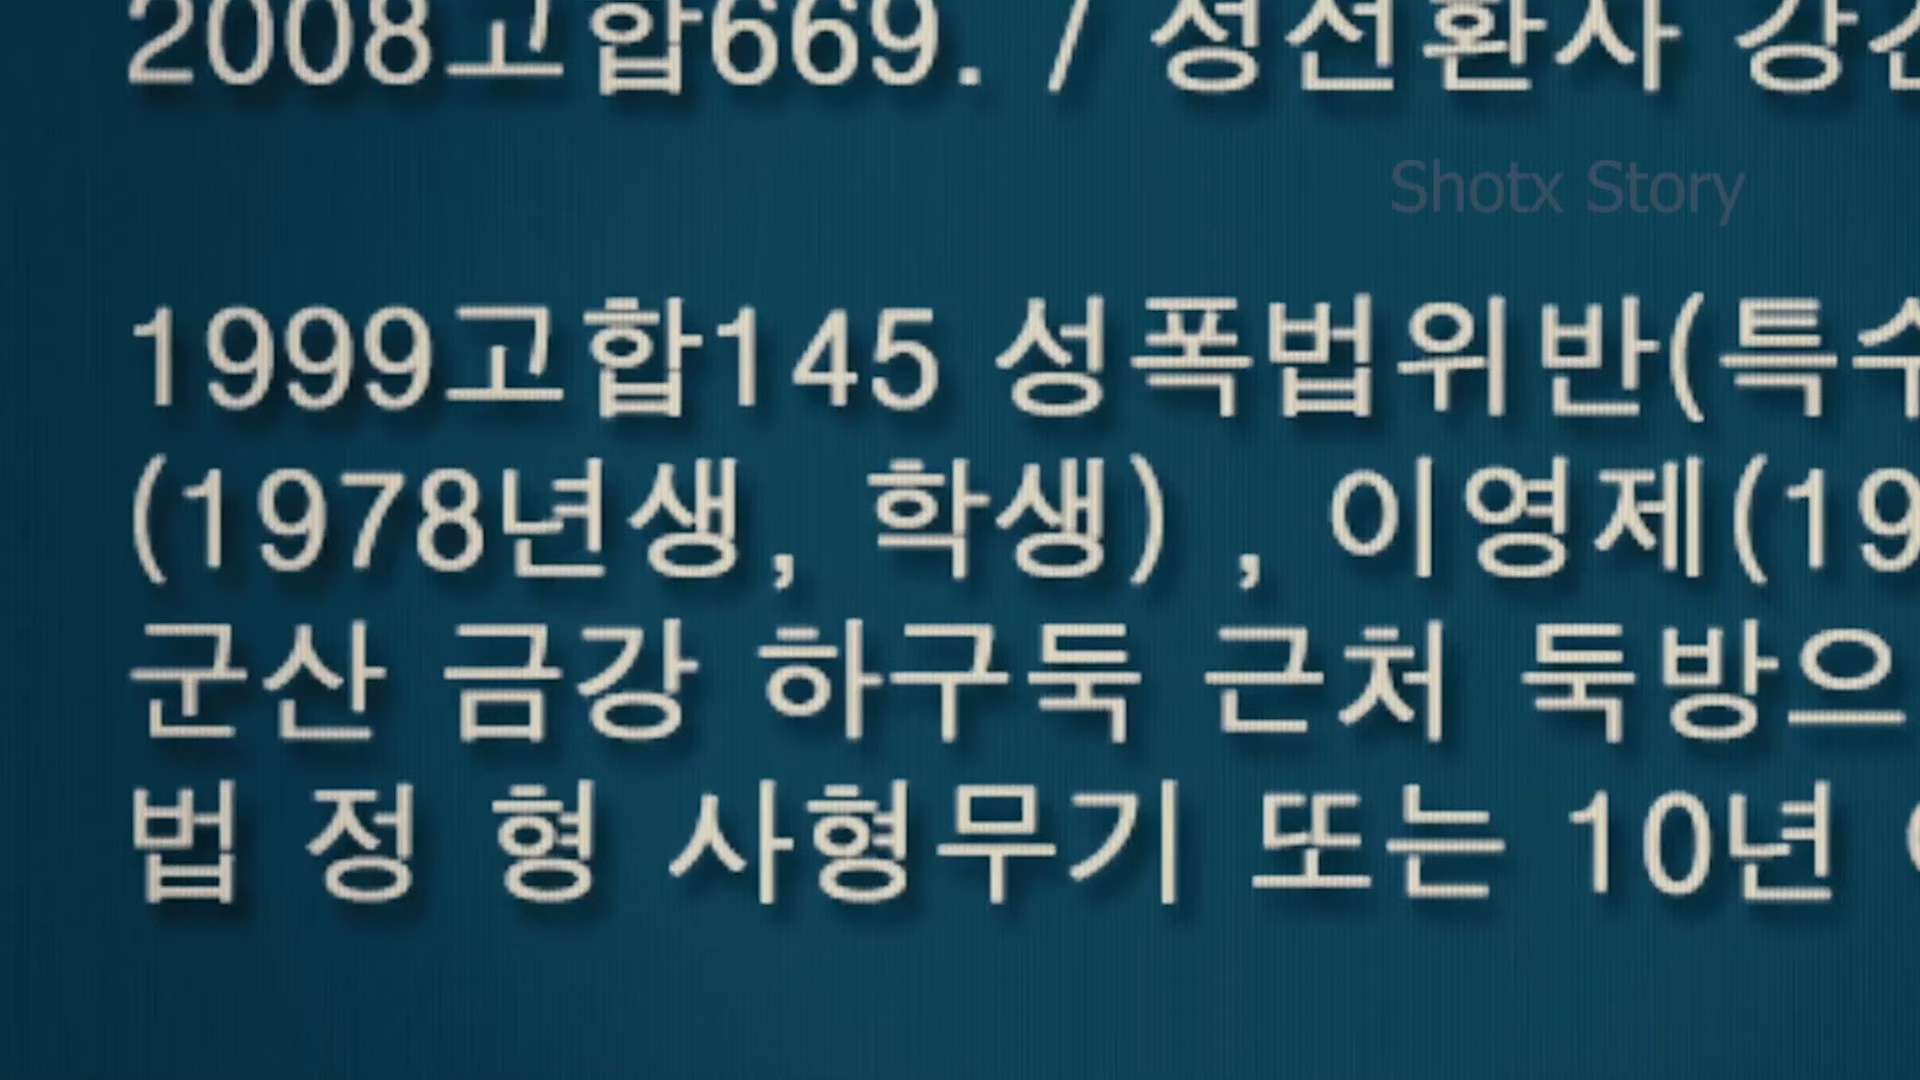 2008고합669. / 성선환사
Shotx Story
1999고합145 성폭법위반(특수
(1978년생, 학생) , 이영제(19
군산 금강 하구둑 근처 둑방으
법 정 형 사형무기 또는 10년